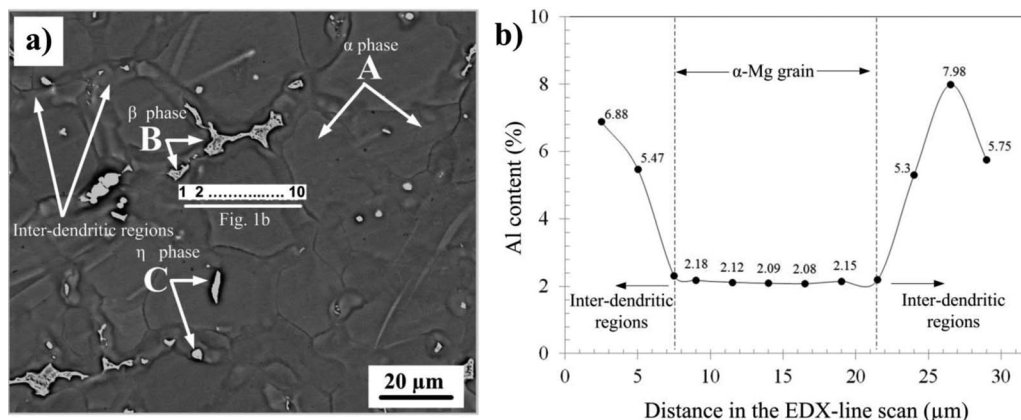 a)
α phase
A
β phase
B
1 2 ................... 10
Fig. 1b
Inter-dendritic regions
η phase
C
20 µm
b)
10
8
6
4
2
0
Al content (%)
α-Mg grain
6.88
5.47
2.18
2.12
2.09
2.08
2.15
5.3
7.98
5.75
Inter-dendritic
regions
Inter-dendritic
regions
0 5 10 15 20 25 30
Distance in the EDX-line scan (µm)